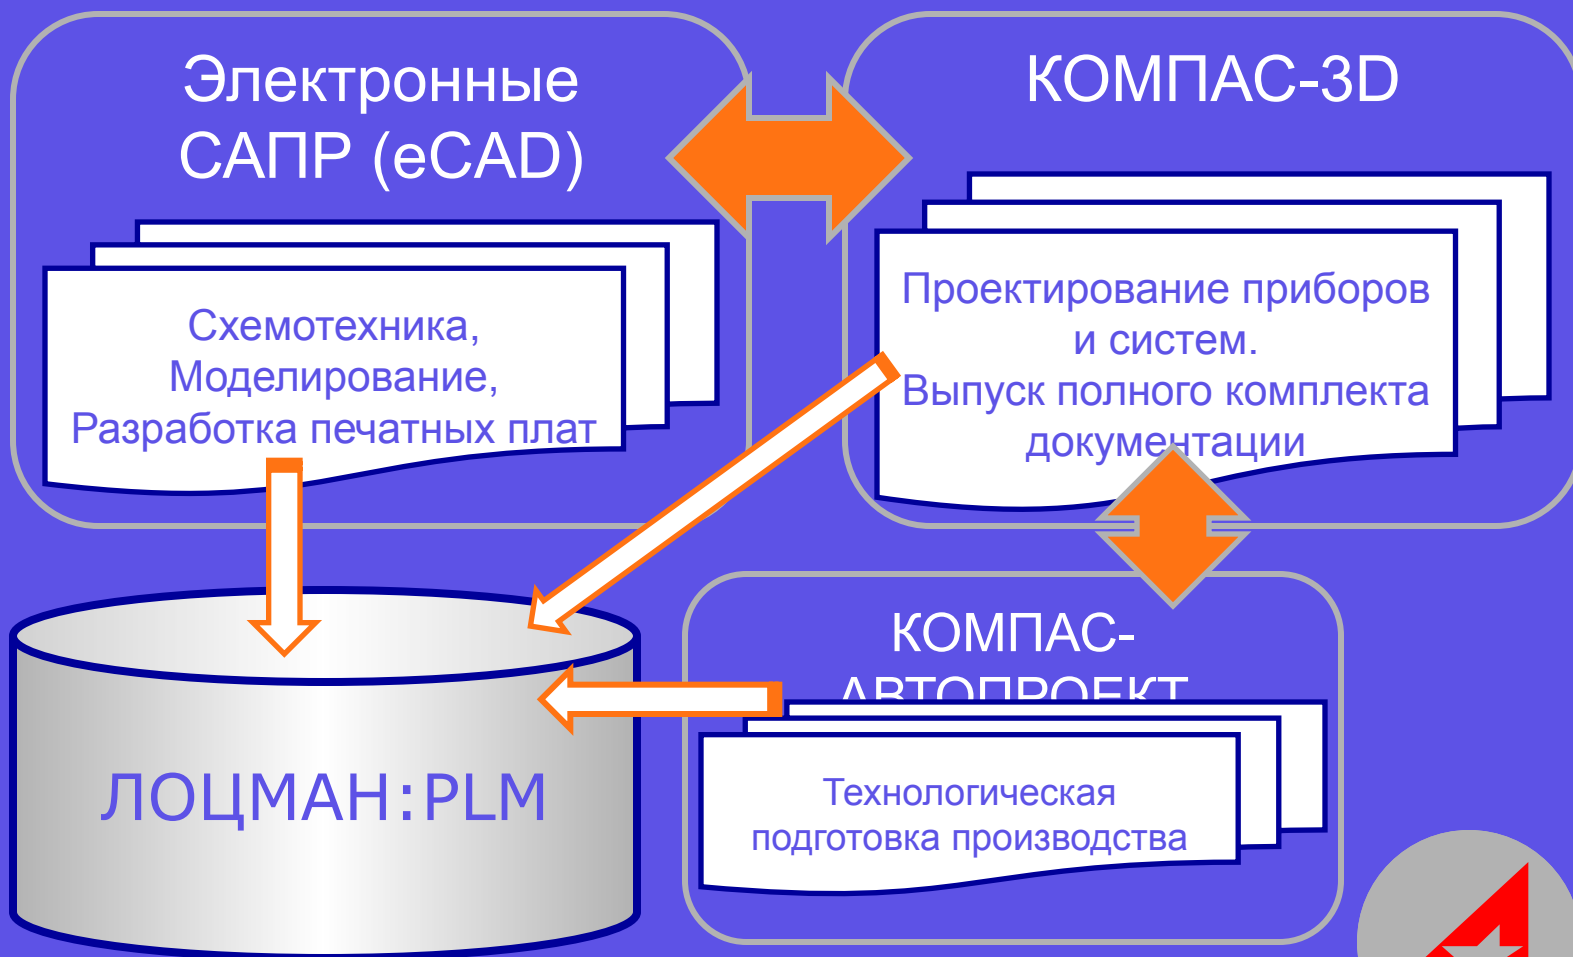 Электронные
САПР (eCAD)
Схемотехника,
Моделирование,
Разработка печатных плат
КОМПАС-3D
Проектирование приборов
и систем.
Выпуск полного комплекта
документации
КОМПАС-
АВТОПРОЕКТ
Технологическая
подготовка производства
ЛОЦМАН:PLM